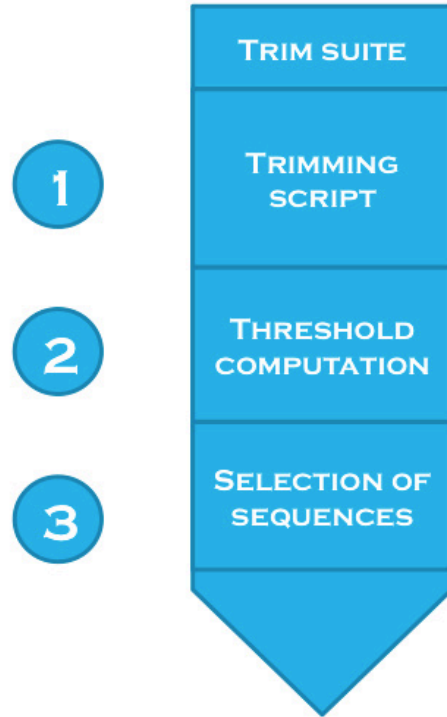 TRIM SUITE
1
TRIMMING
SCRIPT
2
THRESHOLD
COMPUTATION
3
SELECTION OF
SEQUENCES